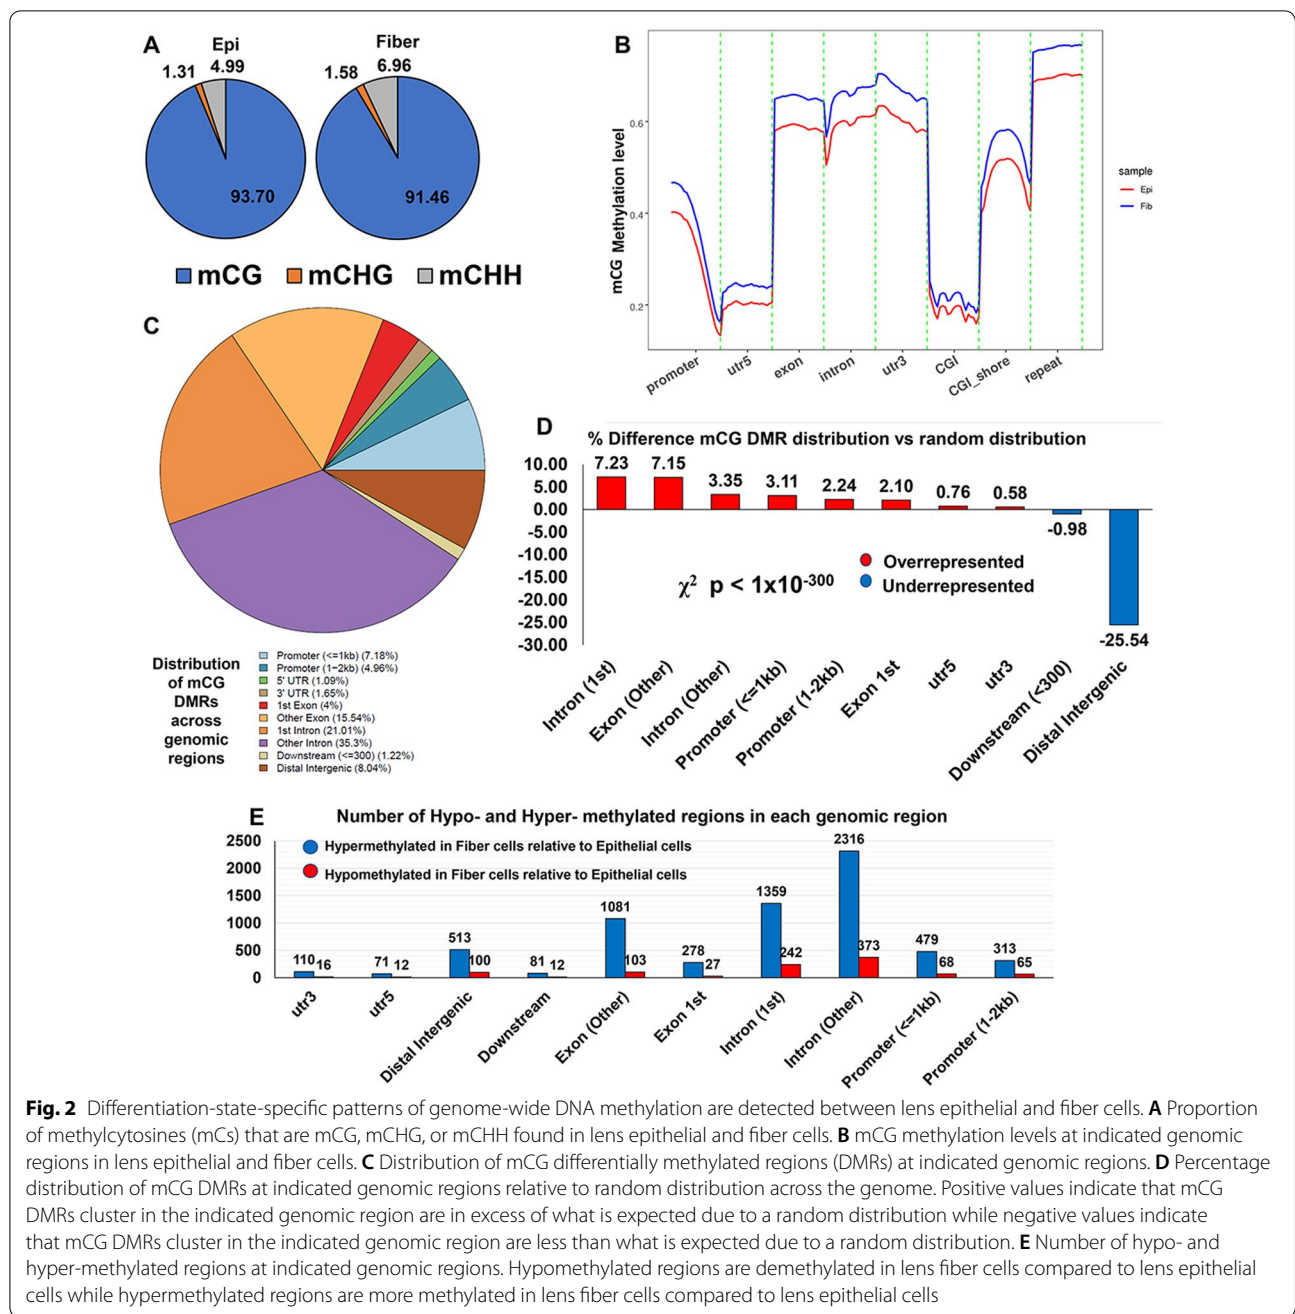 A
Epi
Fiber
1.31
4.99
93.70
1.58
6.96
91.46
mCG
mCHG
mCHH
B
mCG Methylation level
0.6
0.4
0.2
promoter
utr5
exon
intron
utr3
CGI
CGI_shore
repeat
sample
Epi
Fib
C
Distribution
of mCG
DMRs
across
genomic
regions
Promoter (<=1kb) (7.18%)
Promoter (1−2kb) (4.96%)
5' UTR (1.09%)
3' UTR (1.65%)
1st Exon (4%)
Other Exon (15.54%)
1st Intron (21.01%)
Other Intron (35.3%)
Downstream (<=300) (1.22%)
Distal Intergenic (8.04%)
D
% Difference mCG DMR distribution vs random distribution
10.00
5.00
0.00
-5.00
-10.00
-15.00
-20.00
-25.00
-30.00
7.23
7.15
3.35
3.11
2.24
2.10
0.76
0.58
-0.98
-25.54
χ² p < 1x10⁻³⁰⁰
Overrepresented
Underrepresented
Intron (1st)
Exon (Other)
Intron (Other)
Promoter (<=1kb)
Promoter (1-2kb)
Exon 1st
utr5
utr3
Downstream (<300)
Distal Intergenic
E
Number of Hypo- and Hyper- methylated regions in each genomic region
2500
2000
1500
1000
500
0
Hypermethylated in Fiber cells relative to Epithelial cells
Hypomethylated in Fiber cells relative to Epithelial cells
110
16
71
12
513
100
81
12
1081
103
278
27
1359
242
2316
373
479
68
313
65
utr3
utr5
Distal Intergenic
Downstream
Exon (Other)
Exon 1st
Intron (1st)
Intron (Other)
Promoter (<=1kb)
Promoter (1-2kb)
Fig. 2 Differentiation-state-specific patterns of genome-wide DNA methylation are detected between lens epithelial and fiber cells. A Proportion
of methylcytosines (mCs) that are mCG, mCHG, or mCHH found in lens epithelial and fiber cells. B mCG methylation levels at indicated genomic
regions in lens epithelial and fiber cells. C Distribution of mCG differentially methylated regions (DMRs) at indicated genomic regions. D Percentage
distribution of mCG DMRs at indicated genomic regions relative to random distribution across the genome. Positive values indicate that mCG
DMRs cluster in the indicated genomic region are in excess of what is expected due to a random distribution while negative values indicate
that mCG DMRs cluster in the indicated genomic region are less than what is expected due to a random distribution. E Number of hypo- and
hyper-methylated regions at indicated genomic regions. Hypomethylated regions are demethylated in lens fiber cells compared to lens epithelial
cells while hypermethylated regions are more methylated in lens fiber cells compared to lens epithelial cells